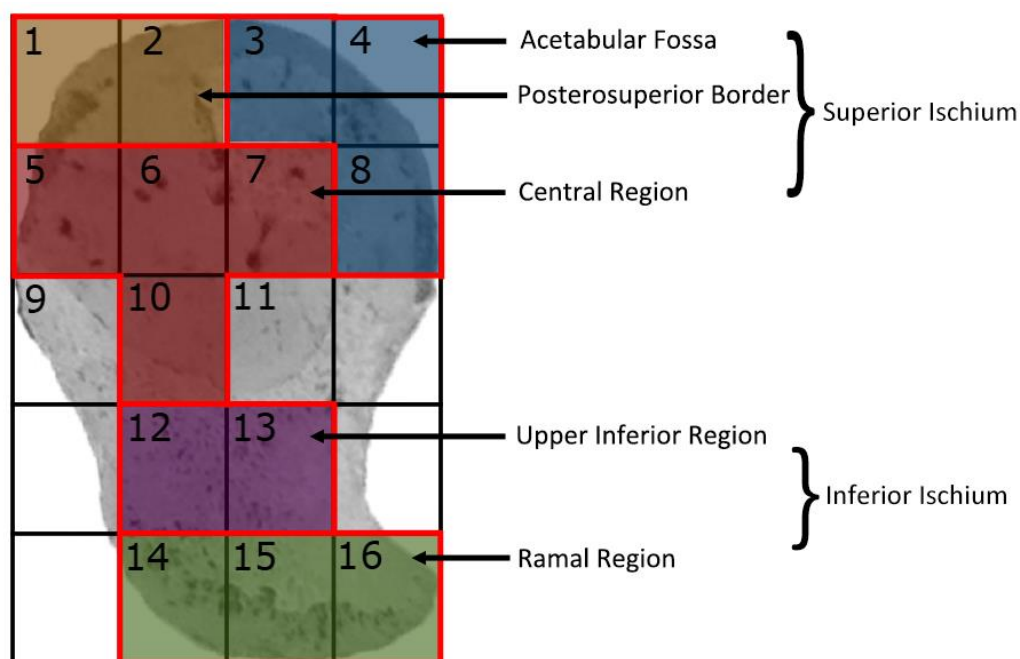 1 2 3 4 Acetabular Fossa
Posterosuperior Border
Superior Ischium
5 6 7 8 Central Region
9 10 11
12 13 Upper Inferior Region
Inferior Ischium
14 15 16 Ramal Region